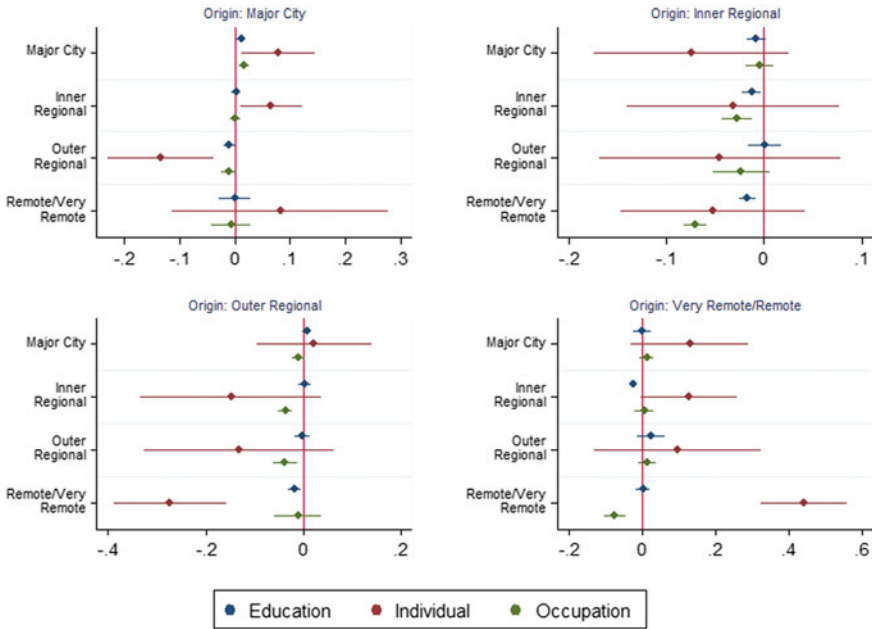 Origin: Major City
Major City
Inner
Regional
Outer
Regional
Remote/Very
Remote
-.2 -.1 0 .1 .2 .3
Origin: Inner Regional
Major City
Inner
Regional
Outer
Regional
Remote/Very
Remote
-.2 -.1 0 .1
Origin: Outer Regional
Major City
Inner
Regional
Outer
Regional
Remote/Very
Remote
-.4 -.2 0 .2
Origin: Very Remote/Remote
Major City
Inner
Regional
Outer
Regional
Remote/Very
Remote
-.2 0 .2 .4 .6
Education Individual Occupation